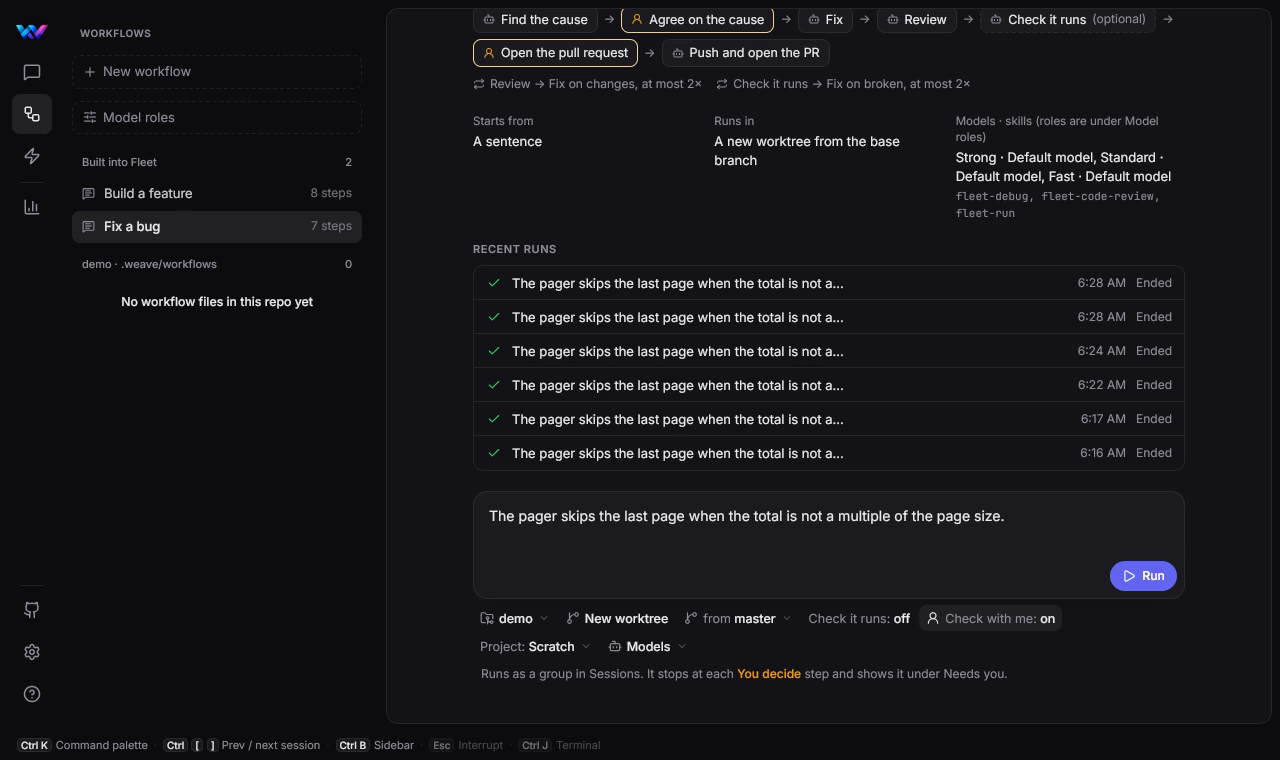 WORKFLOWS
New workflow
Model roles
Built into Fleet 2
Build a feature 8 steps
Fix a bug 7 steps
demo · .weave/workflows 0
No workflow files in this repo yet
Find the cause → Agree on the cause → Fix → Review → Check it runs (optional) →
Open the pull request → Push and open the PR
Review → Fix on changes, at most 2× Check it runs → Fix on broken, at most 2×
Starts from
A sentence
Runs in
A new worktree from the base
branch
Models · skills (roles are under Model
roles)
Strong · Default model, Standard ·
Default model, Fast · Default model
fleet-debug, fleet-code-review,
fleet-run
RECENT RUNS
The pager skips the last page when the total is not a... 6:28 AM Ended
The pager skips the last page when the total is not a... 6:28 AM Ended
The pager skips the last page when the total is not a... 6:24 AM Ended
The pager skips the last page when the total is not a... 6:22 AM Ended
The pager skips the last page when the total is not a... 6:17 AM Ended
The pager skips the last page when the total is not a... 6:16 AM Ended
The pager skips the last page when the total is not a multiple of the page size.
Run
demo New worktree from master Check it runs: off Check with me: on
Project: Scratch Models
Runs as a group in Sessions. It stops at each You decide step and shows it under Needs you.
Ctrl K Command palette · Ctrl [ ] Prev / next session · Ctrl B Sidebar · Esc Interrupt · Ctrl J Terminal